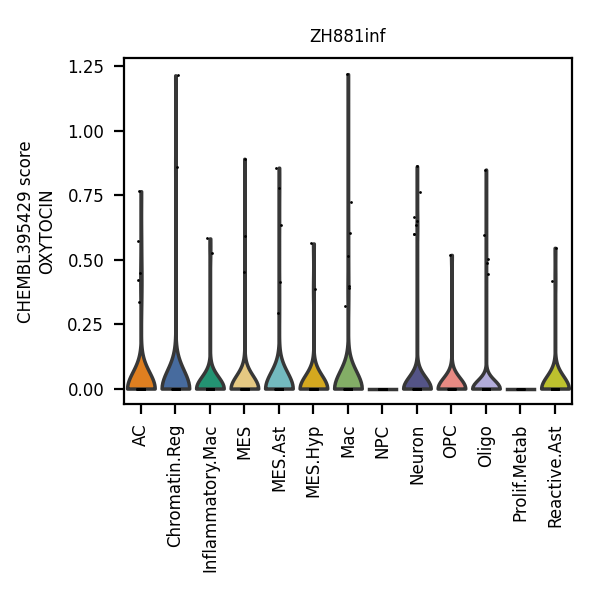 ZH881inf
CHEMBL395429 score
OXYTOCIN
1.25
1.00
0.75
0.50
0.25
0.00
AC
Chromatin.Reg
Inflammatory.Mac
MES
MES.Ast
MES.Hyp
Mac
NPC
Neuron
OPC
Oligo
Prolif.Metab
Reactive.Ast